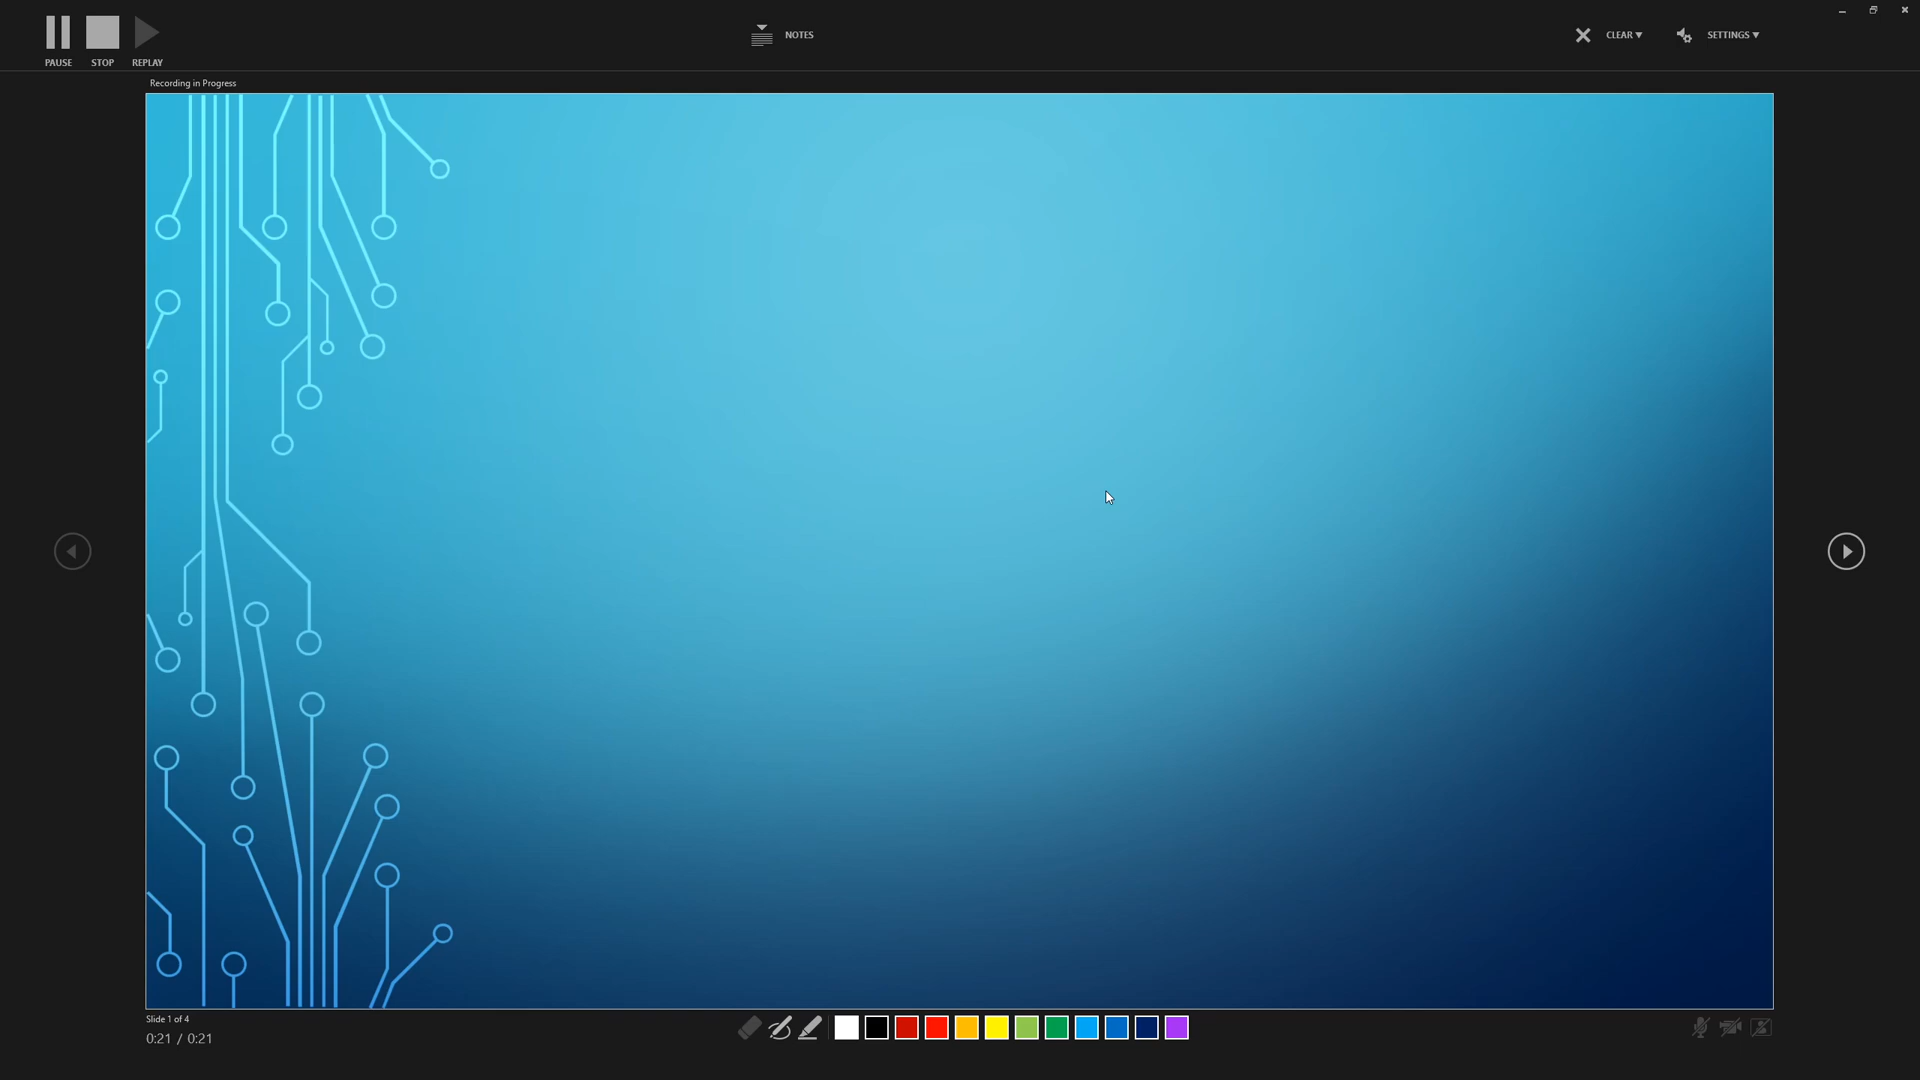 PAUSE STOP REPLAY
NOTES
CLEAR
SETTINGS
Recording in Progress
Slide 1 of 4
0:21 / 0:21